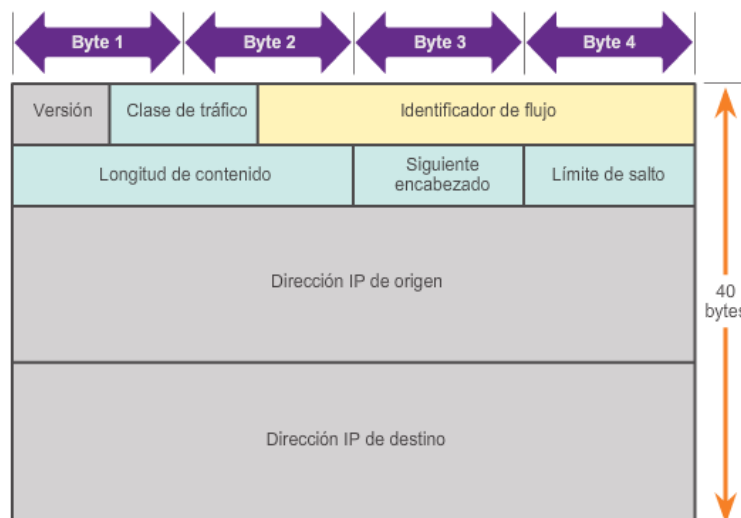 Byte 1
Byte 2
Byte 3
Byte 4
Versión
Clase de tráfico
Identificador de flujo
Longitud de contenido
Siguiente
encabezado
Límite de salto
Dirección IP de origen
40
bytes
Dirección IP de destino